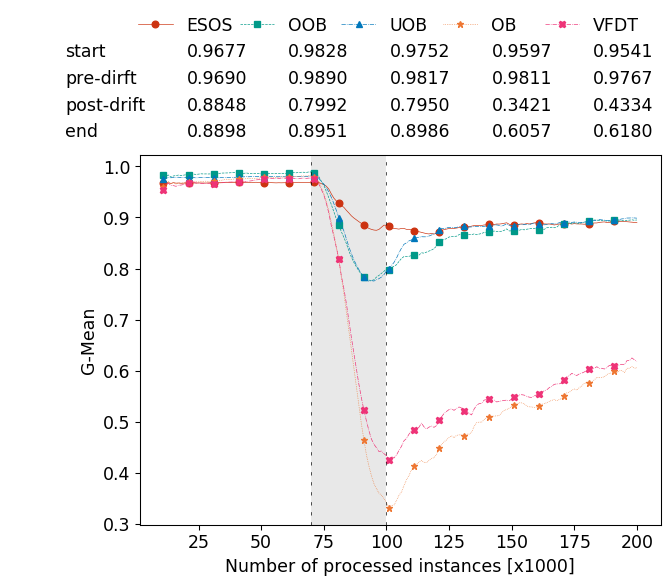 ESOS OOB UOB OB VFDT
start 0.9677 0.9828 0.9752 0.9597 0.9541
pre-dirft 0.9690 0.9890 0.9817 0.9811 0.9767
post-drift 0.8848 0.7992 0.7950 0.3421 0.4334
end 0.8898 0.8951 0.8986 0.6057 0.6180
1.0
0.9
0.8
0.7
0.6
0.5
0.4
0.3
G-Mean
25 50 75 100 125 150 175 200
Number of processed instances [x1000]